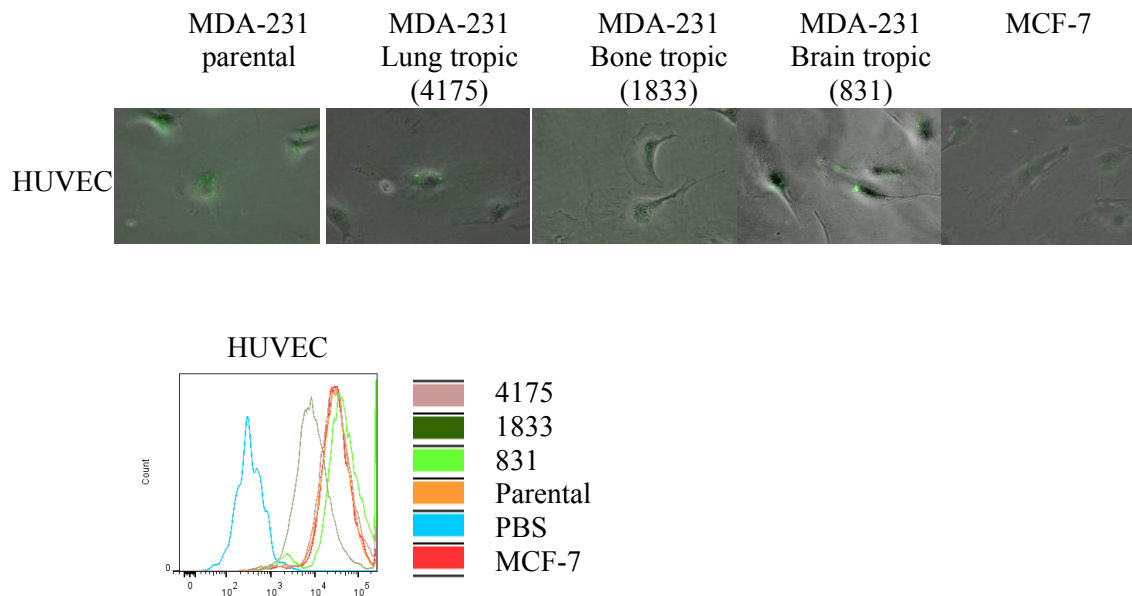 MDA-231 parental
MDA-231 Lung tropic (4175)
MDA-231 Bone tropic (1833)
MDA-231 Brain tropic (831)
MCF-7
HUVEC
HUVEC
Count
0
0 10^2 10^3 10^4 10^5
4175
1833
831
Parental
PBS
MCF-7